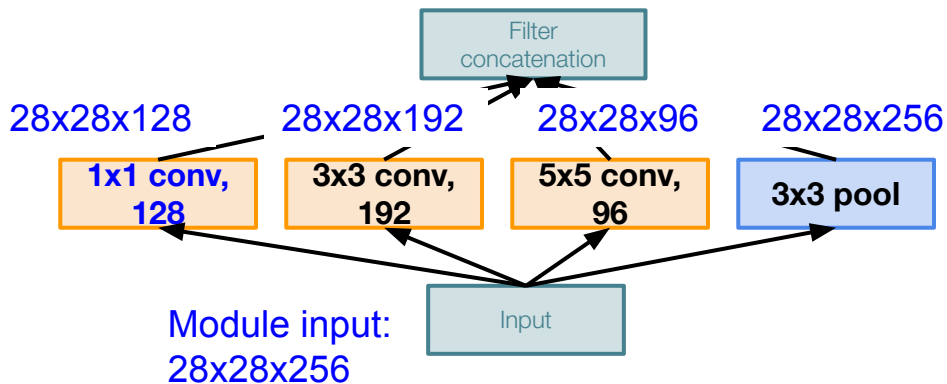 Filter
concatenation
28x28x128
28x28x192
28x28x96
28x28x256
1x1 conv,
128
3x3 conv,
192
5x5 conv,
96
3x3 pool
Input
Module input:
28x28x256